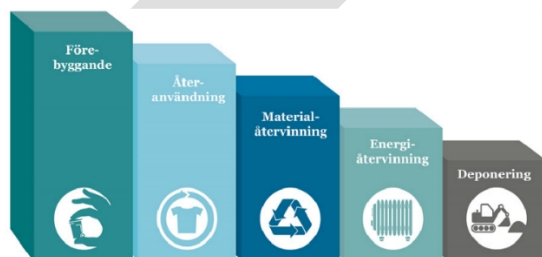 Före-
byggande
Åter-
användning
Material-
återvinning
Energi-
återvinning
Deponering